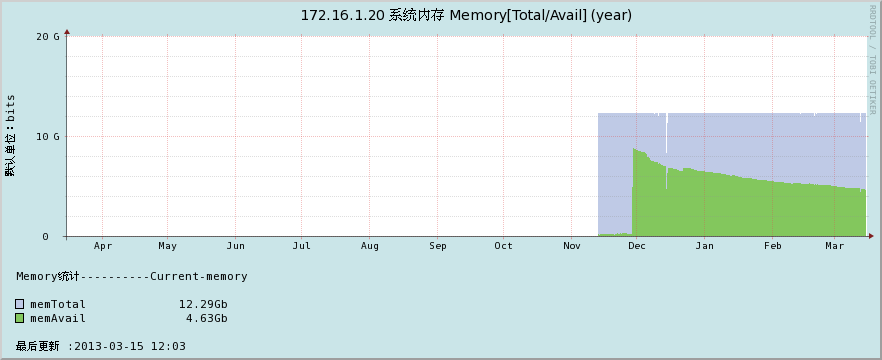 172.16.1.20 系统内存 Memory[Total/Avail] (year)
RRDTOOL / TOBI OETIKER
默认单位：bits
20 G
10 G
0
Apr May Jun Jul Aug Sep Oct Nov Dec Jan Feb Mar
Memory统计----------Current-memory
memTotal 12.29Gb
memAvail 4.63Gb
最后更新 :2013-03-15 12:03